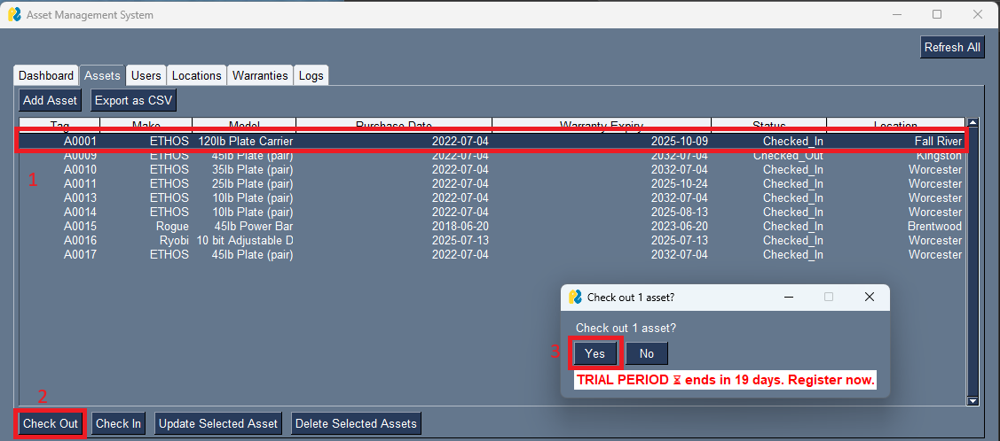 Asset Management System
Refresh All
Dashboard Assets Users Locations Warranties Logs
Add Asset Export as CSV
Tag Make Model Purchase Date Warranty Expiry Status Location
A0001 ETHOS 120lb Plate Carrier 2022-07-04 2025-10-09 Checked_In Fall River
A0009 ETHOS 45lb Plate (pair) 2022-07-04 2032-07-04 Checked_Out Kingston
1 A0010 ETHOS 35lb Plate (pair) 2022-07-04 2032-07-04 Checked_In Worcester
A0011 ETHOS 25lb Plate (pair) 2022-07-04 2025-10-24 Checked_In Worcester
A0013 ETHOS 10lb Plate (pair) 2022-07-04 2032-07-04 Checked_In Worcester
A0014 ETHOS 10lb Plate (pair) 2022-07-04 2025-08-13 Checked_In Worcester
A0015 Rogue 45lb Power Bar 2018-06-20 2023-06-20 Checked_In Brentwood
A0016 Ryobi 10 bit Adjustable D 2025-07-13 2025-07-13 Checked_In Worcester
A0017 ETHOS 45lb Plate (pair) 2022-07-04 2032-07-04 Checked_In Worcester
Check out 1 asset?
Check out 1 asset?
3 Yes No
TRIAL PERIOD ⌛ ends in 19 days. Register now.
2
Check Out Check In Update Selected Asset Delete Selected Assets